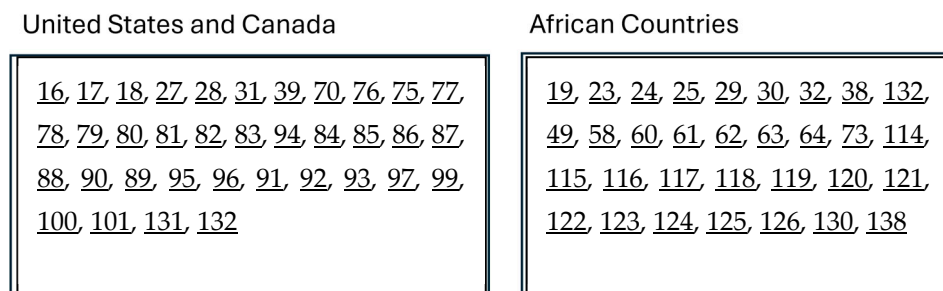 United States and Canada
16, 17, 18, 27, 28, 31, 39, 70, 76, 75, 77,
78, 79, 80, 81, 82, 83, 94, 84, 85, 86, 87,
88, 90, 89, 95, 96, 91, 92, 93, 97, 99,
100, 101, 131, 132
African Countries
19, 23, 24, 25, 29, 30, 32, 38, 132,
49, 58, 60, 61, 62, 63, 64, 73, 114,
115, 116, 117, 118, 119, 120, 121,
122, 123, 124, 125, 126, 130, 138